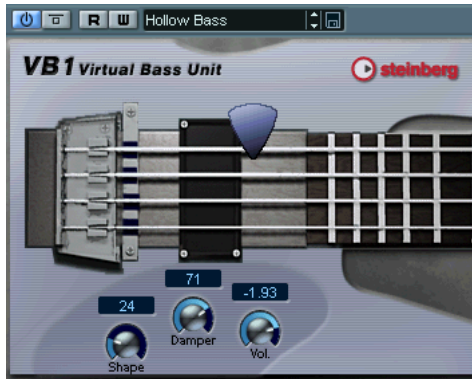 R W Hollow Bass
VB1 Virtual Bass Unit
steinberg
71
24
-1.93
Damper
Vol.
Shape